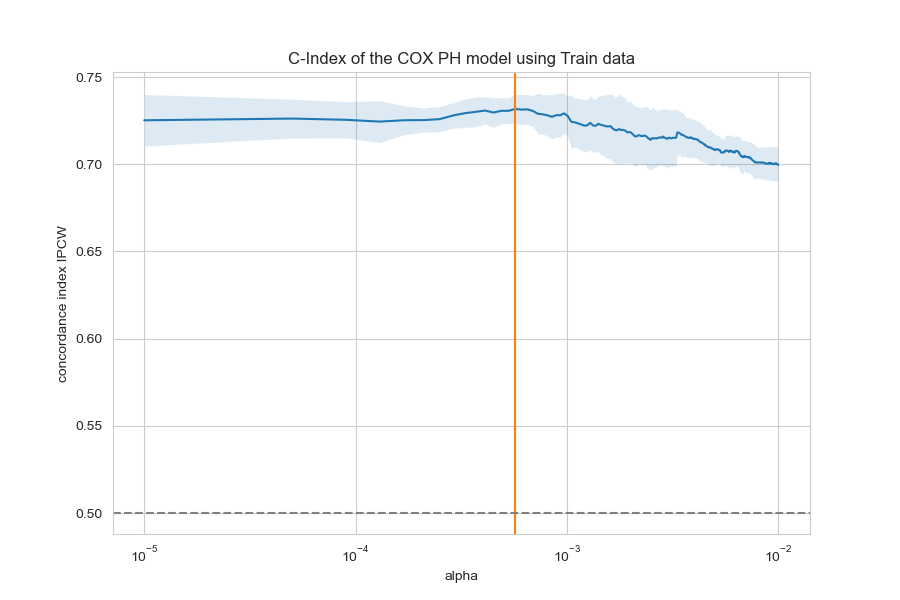 C-Index of the COX PH model using Train data
concordance index IPCW
0.75
0.70
0.65
0.60
0.55
0.50
10⁻⁵ 10⁻⁴ 10⁻³ 10⁻²
alpha